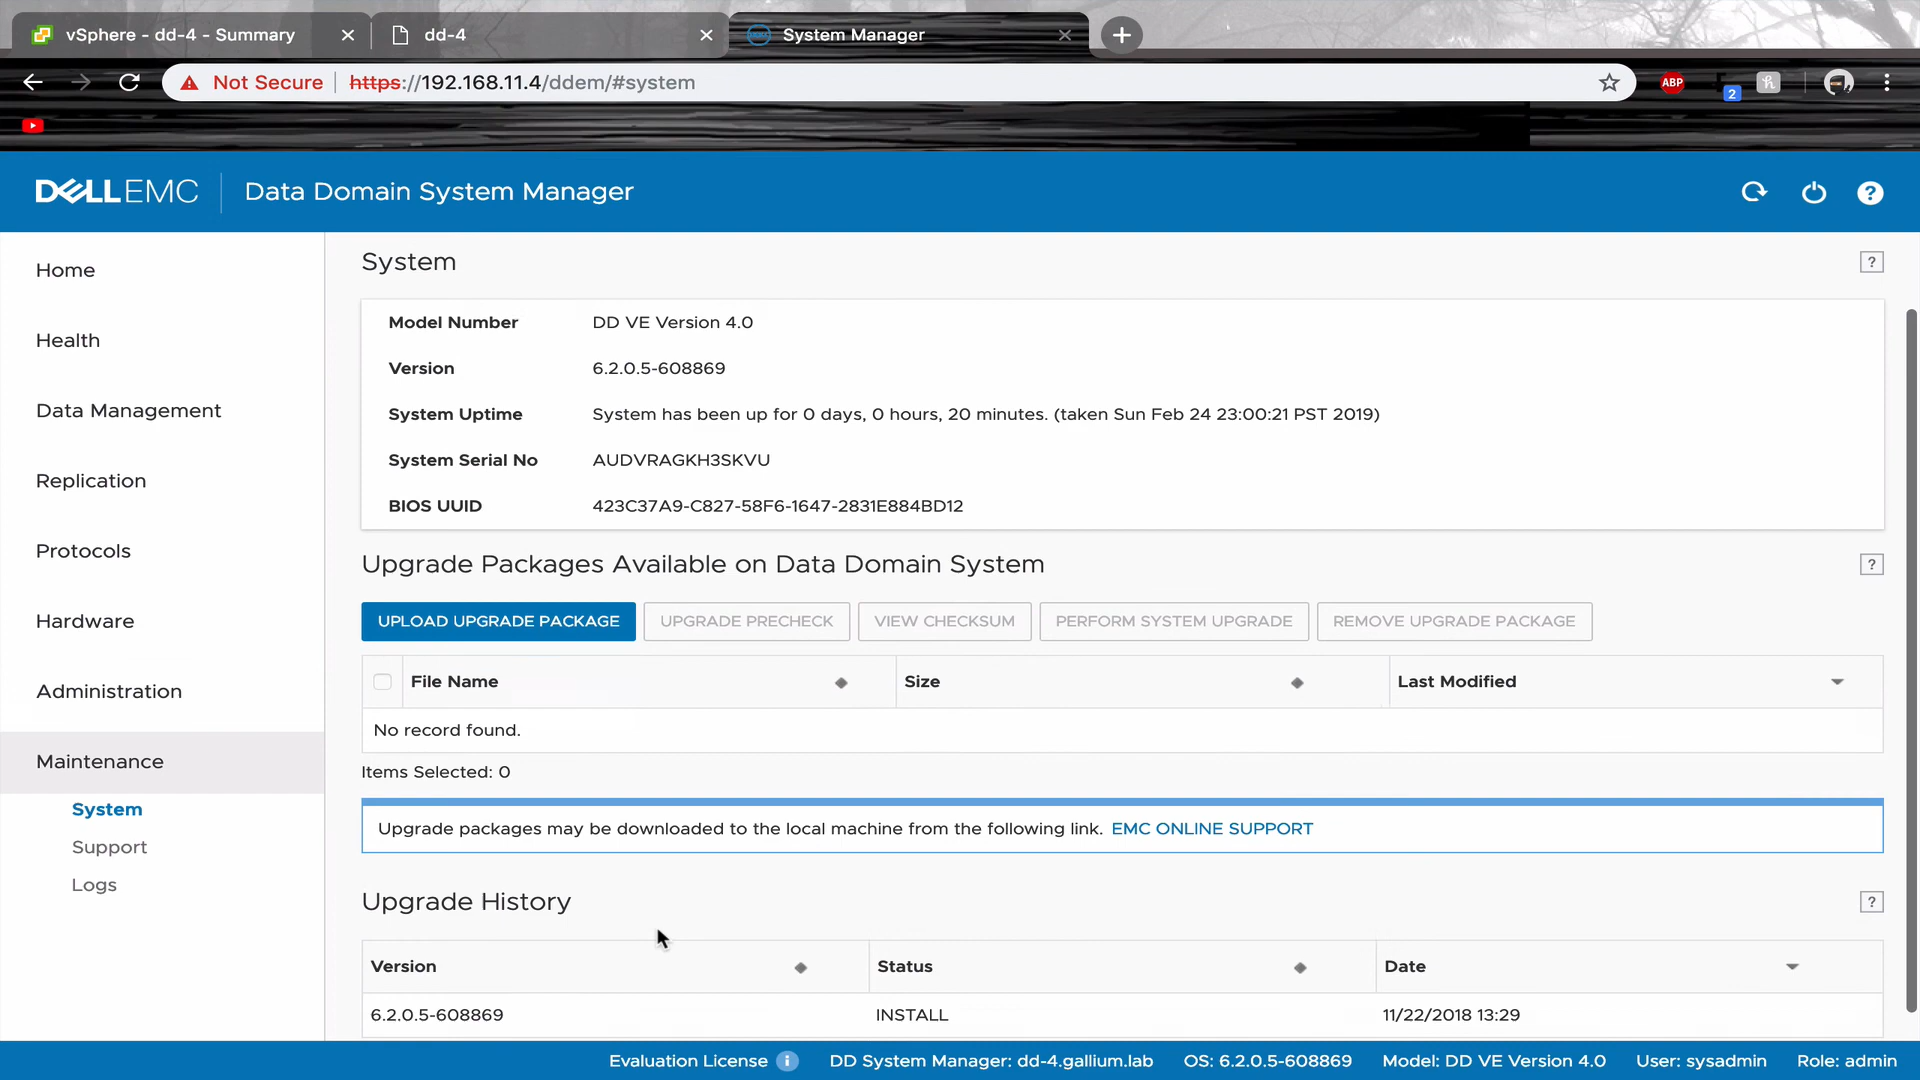 vSphere - dd-4 - Summary
dd-4
System Manager
Not Secure https://192.168.11.4/ddem/#system
ABP
2
DELLEMC Data Domain System Manager
?
Home
Health
Data Management
Replication
Protocols
Hardware
Administration
Maintenance
System
Support
Logs
System
?
Model Number DD VE Version 4.0
Version 6.2.0.5-608869
System Uptime System has been up for 0 days, 0 hours, 20 minutes. (taken Sun Feb 24 23:00:21 PST 2019)
System Serial No AUDVRAGKH3SKVU
BIOS UUID 423C37A9-C827-58F6-1647-2831E884BD12
Upgrade Packages Available on Data Domain System
?
UPLOAD UPGRADE PACKAGE UPGRADE PRECHECK VIEW CHECKSUM PERFORM SYSTEM UPGRADE REMOVE UPGRADE PACKAGE
File Name Size Last Modified
No record found.
Items Selected: 0
Upgrade packages may be downloaded to the local machine from the following link. EMC ONLINE SUPPORT
Upgrade History
?
Version Status Date
6.2.0.5-608869 INSTALL 11/22/2018 13:29
Evaluation License i DD System Manager: dd-4.gallium.lab OS: 6.2.0.5-608869 Model: DD VE Version 4.0 User: sysadmin Role: admin